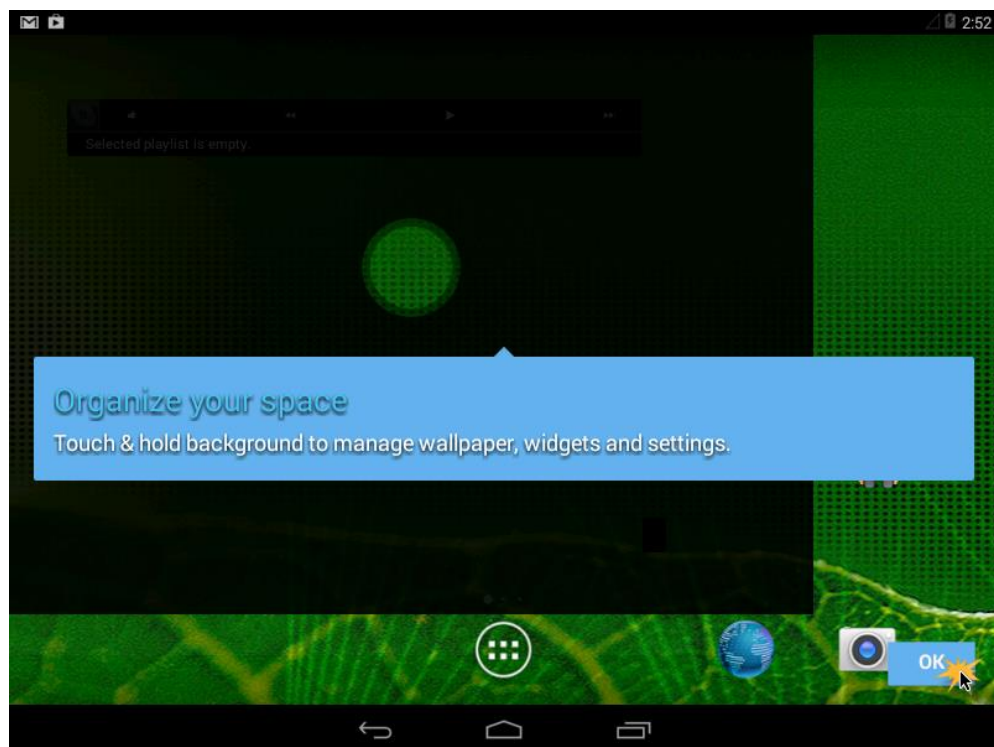 2:52
Selected playlist is empty.
Organize your space
Touch & hold background to manage wallpaper, widgets and settings.
OK